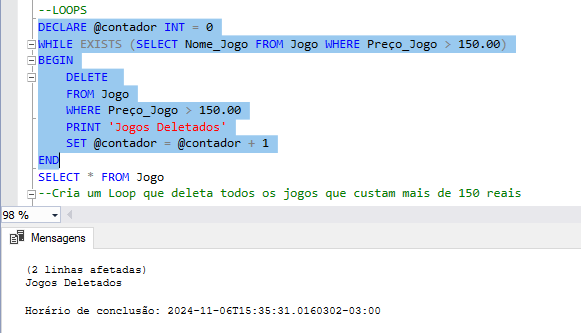 --LOOPS
DECLARE @contador INT = 0
WHILE EXISTS (SELECT Nome_Jogo FROM Jogo WHERE Preço_Jogo > 150.00)
BEGIN
    DELETE
    FROM Jogo
    WHERE Preço_Jogo > 150.00
    PRINT 'Jogos Deletados'
    SET @contador = @contador + 1
END
SELECT * FROM Jogo
--Cria um Loop que deleta todos os jogos que custam mais de 150 reais
98 %
Mensagens
(2 linhas afetadas)
Jogos Deletados
Horário de conclusão: 2024-11-06T15:35:31.0160302-03:00